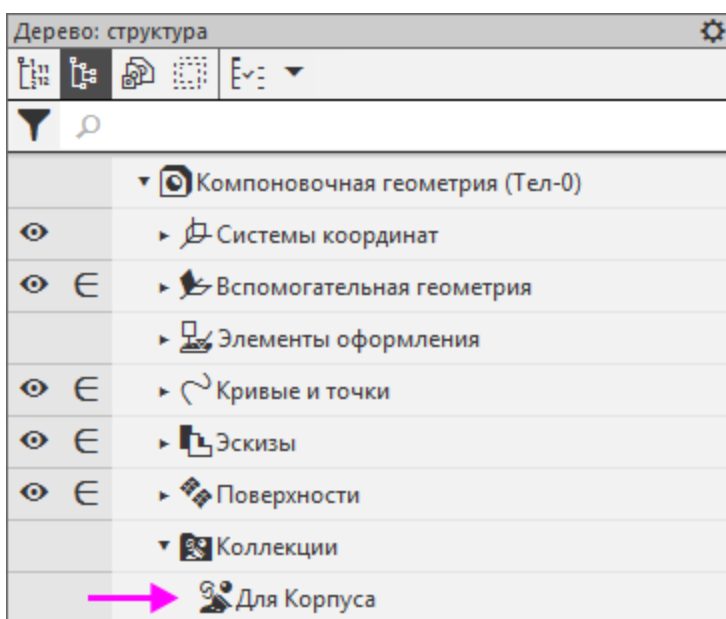 Дерево: структура
Компоновочная геометрия (Тел-0)
Системы координат
∈ Вспомогательная геометрия
Элементы оформления
∈ Кривые и точки
∈ Эскизы
∈ Поверхности
Коллекции
Для Корпуса